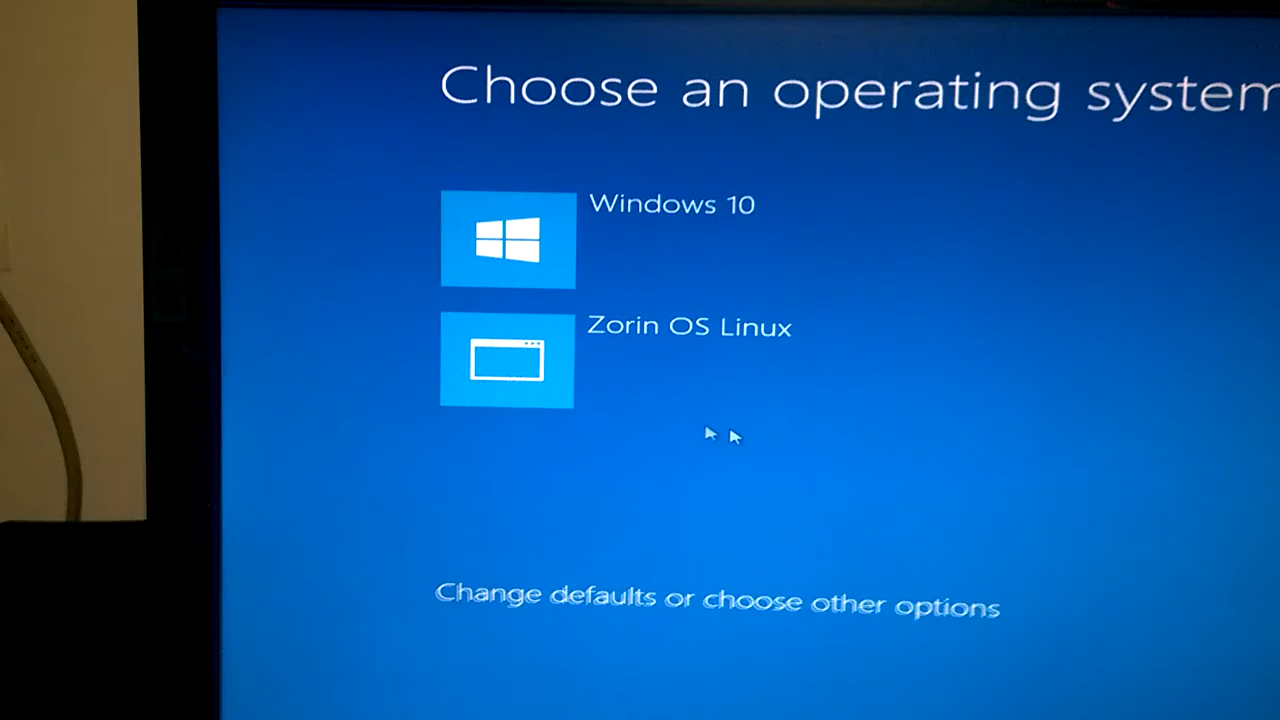 Choose an operating system
Windows 10
Zorin OS Linux
Change defaults or choose other options